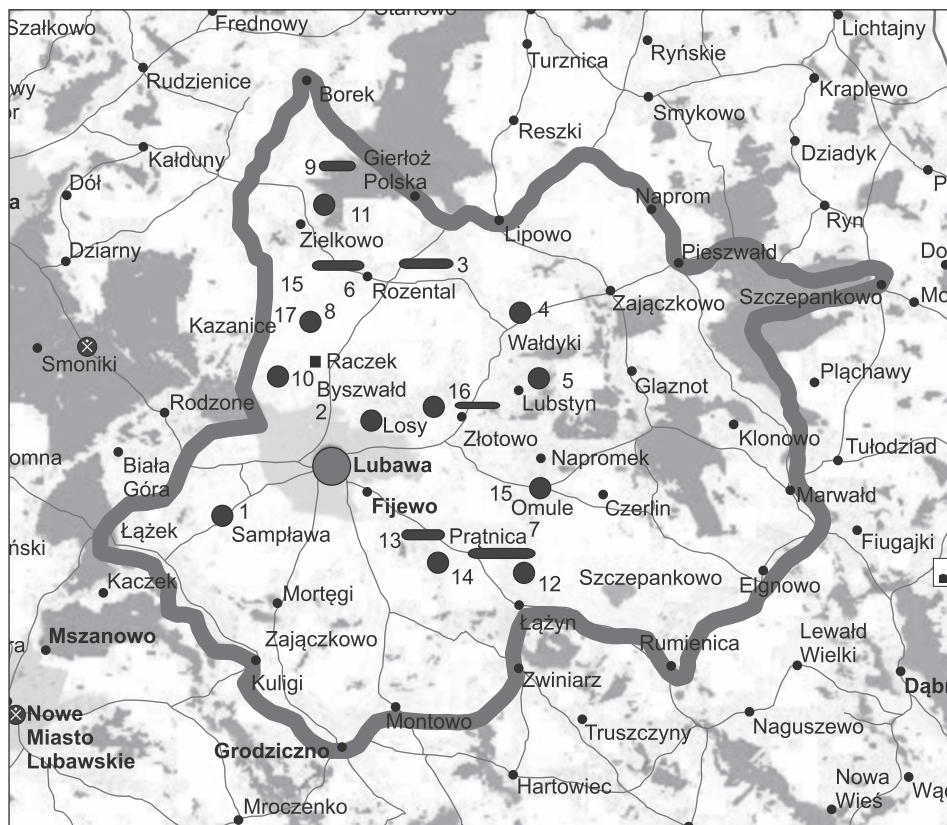 Szałkowo
Frednowy
Stanowo
Lichtajny
Turznica
Ryńskie
Rudzienice
Borek
Kraplewo
Smykowo
Reszki
Kałduny
Dziadyk
9
Gierłoż
Polska
Dół
Naprom
11
Ryn
Lipowo
Zielkowo
Dziarny
Pieszwałd
15
6
3
Rozental
Zajączkowo
Szczepankowo
17
8
4
Kazanice
Wałdyki
Smoniki
Raczek
10
Byszwałd
5
Glaznot
Pląchawy
Lubstyn
2
16
Rodzone
Losy
Złotowo
Klonowo
Tułodziad
Biała
Góra
Lubawa
Napromek
15
Omule
Czerlin
Marwałd
Fijewo
1
Sampława
Łążek
13
Prątnica
7
Fiugajki
14
12
Szczepankowo
Elgnowo
Kaczek
Mortęgi
Łążyn
Mszanowo
Zajączkowo
Rumienica
Lewałd
Wielki
Kuligi
Zwiniarz
Nowe
Miasto
Lubawskie
Montowo
Truszczyny
Naguszewo
Grodziczno
Hartowiec
Nowa
Wieś
Mroczenko